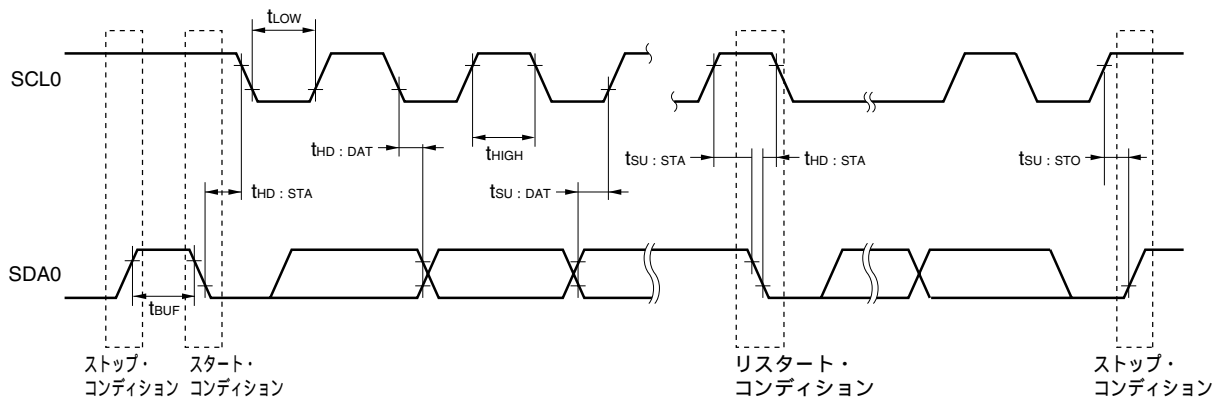 tLOW
SCL0
tHD : DAT
tHIGH
tSU : STA
tHD : STA
tSU : STO
tHD : STA
tSU : DAT
SDA0
tBUF
ストップ・
コンディション
スタート・
コンディション
リスタート・
コンディション
ストップ・
コンディション